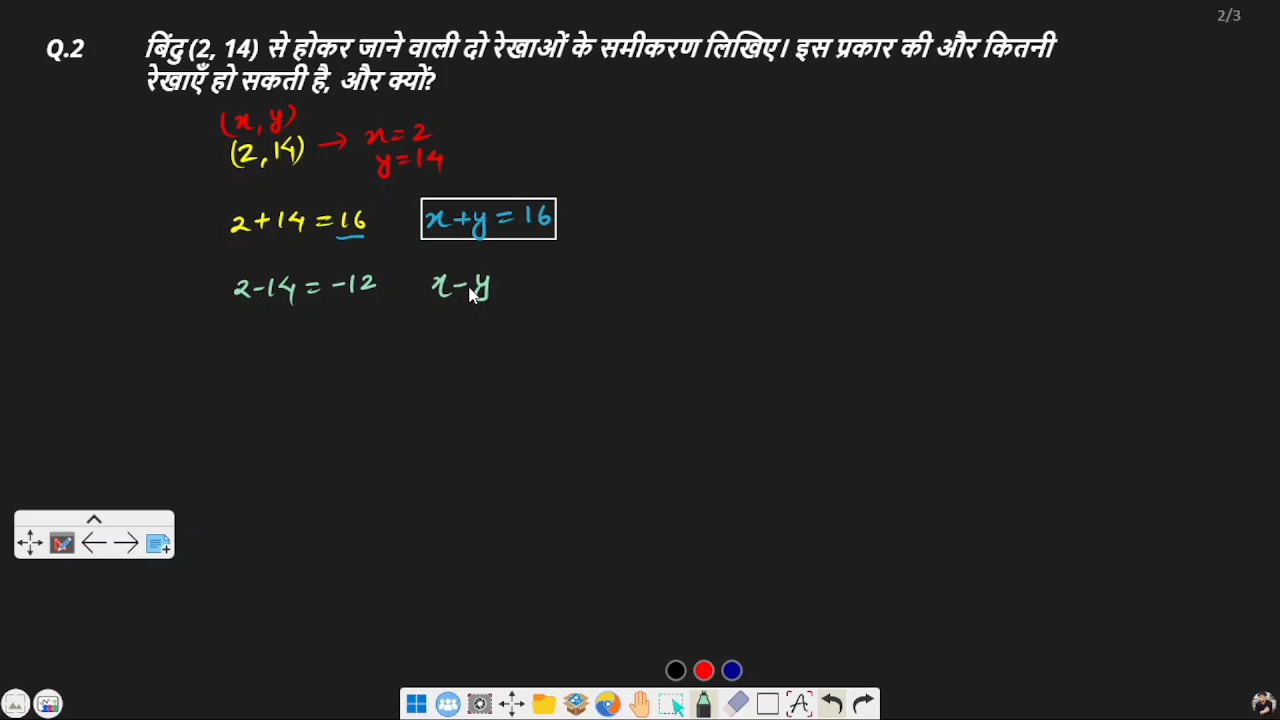 2/3
Q.2 बिंदु (2, 14) से होकर जाने वाली दो रेखाओं के समीकरण लिखिए। इस प्रकार की और कितनी
रेखाएँ हो सकती है, और क्यों?
(x, y)
(2, 14) → x = 2
y = 14
2 + 14 = 16 x + y = 16
2 - 14 = -12 x - y